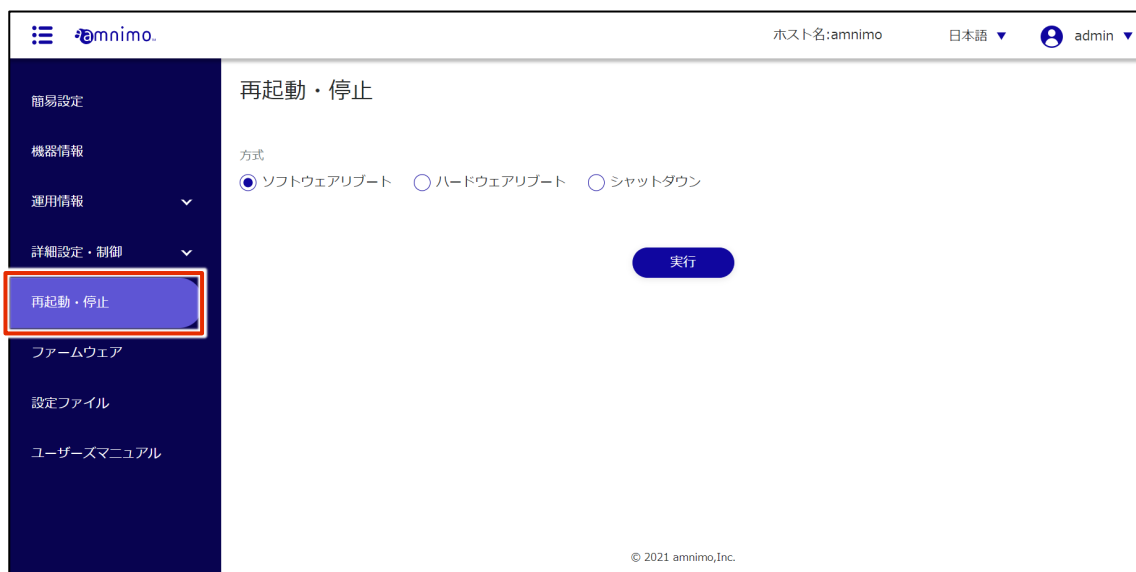 amnimo
ホスト名:amnimo
日本語 ▼
admin ▼
簡易設定
機器情報
運用情報
詳細設定・制御
再起動・停止
ファームウェア
設定ファイル
ユーザーズマニュアル
再起動・停止
方式
ソフトウェアリブート ハードウェアリブート シャットダウン
実行
© 2021 amnimo,Inc.